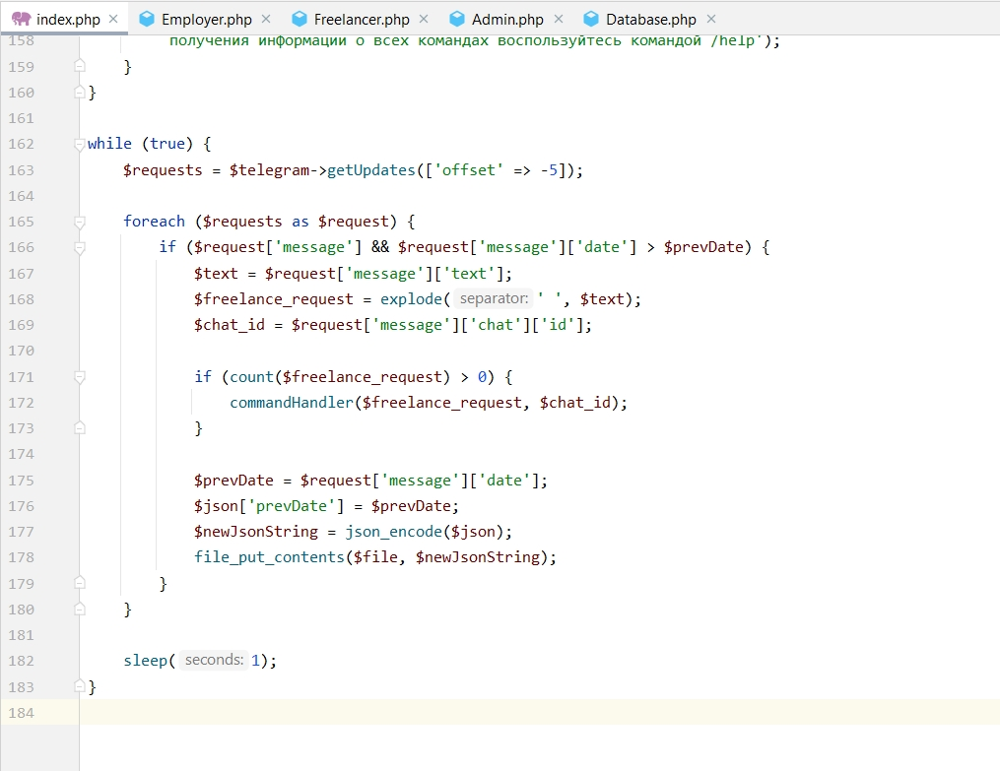 index.php Employer.php Freelancer.php Admin.php Database.php
158 получения информации о всех командах воспользуйтесь командой /help');
159 }
160 }
161
162 while (true) {
163 $requests = $telegram->getUpdates(['offset' => -5]);
164
165 foreach ($requests as $request) {
166 if ($request['message'] && $request['message']['date'] > $prevDate) {
167 $text = $request['message']['text'];
168 $freelance_request = explode( separator: ' ', $text);
169 $chat_id = $request['message']['chat']['id'];
170
171 if (count($freelance_request) > 0) {
172 commandHandler($freelance_request, $chat_id);
173 }
174
175 $prevDate = $request['message']['date'];
176 $json['prevDate'] = $prevDate;
177 $newJsonString = json_encode($json);
178 file_put_contents($file, $newJsonString);
179 }
180 }
181
182 sleep( seconds: 1);
183 }
184